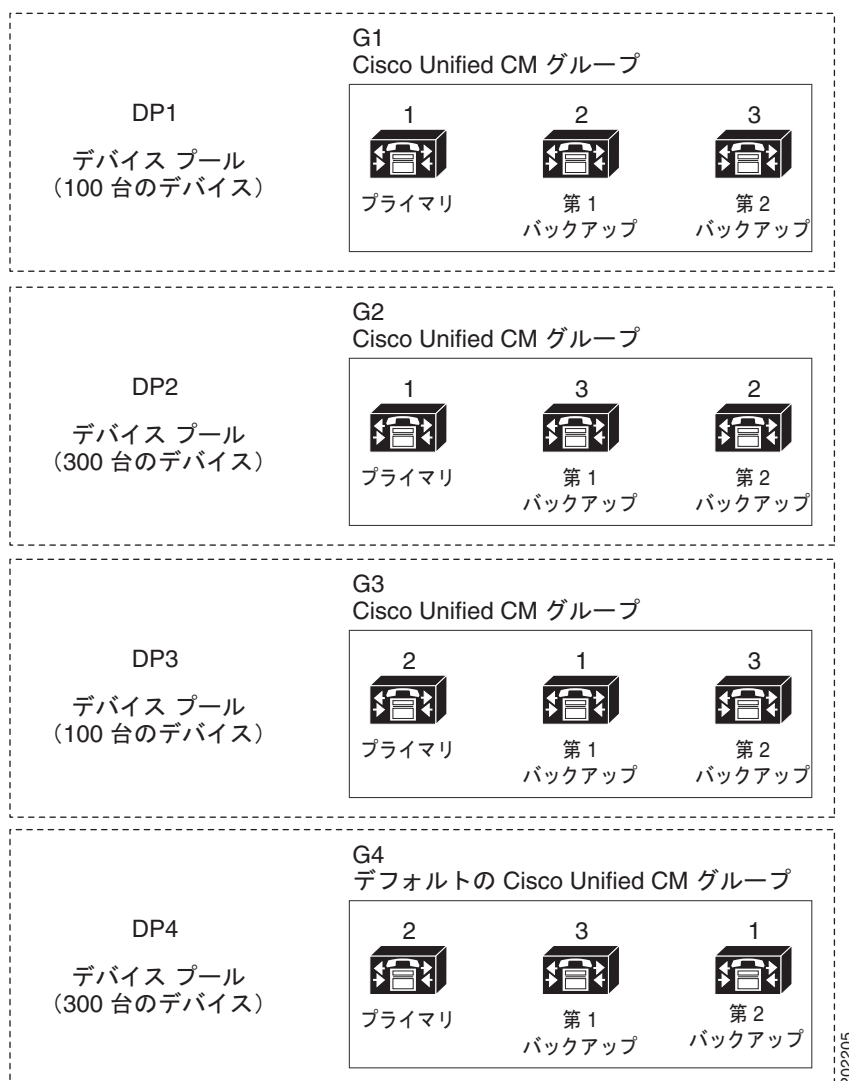 G1
Cisco Unified CM グループ
DP1
デバイス プール
(100 台のデバイス)
1 2 3
プライマリ 第 1 第 2
バックアップ バックアップ
G2
Cisco Unified CM グループ
DP2
デバイス プール
(300 台のデバイス)
1 3 2
プライマリ 第 1 第 2
バックアップ バックアップ
G3
Cisco Unified CM グループ
DP3
デバイス プール
(100 台のデバイス)
2 1 3
プライマリ 第 1 第 2
バックアップ バックアップ
G4
デフォルトの Cisco Unified CM グループ
DP4
デバイス プール
(300 台のデバイス)
2 3 1
プライマリ 第 1 第 2
バックアップ バックアップ
202205